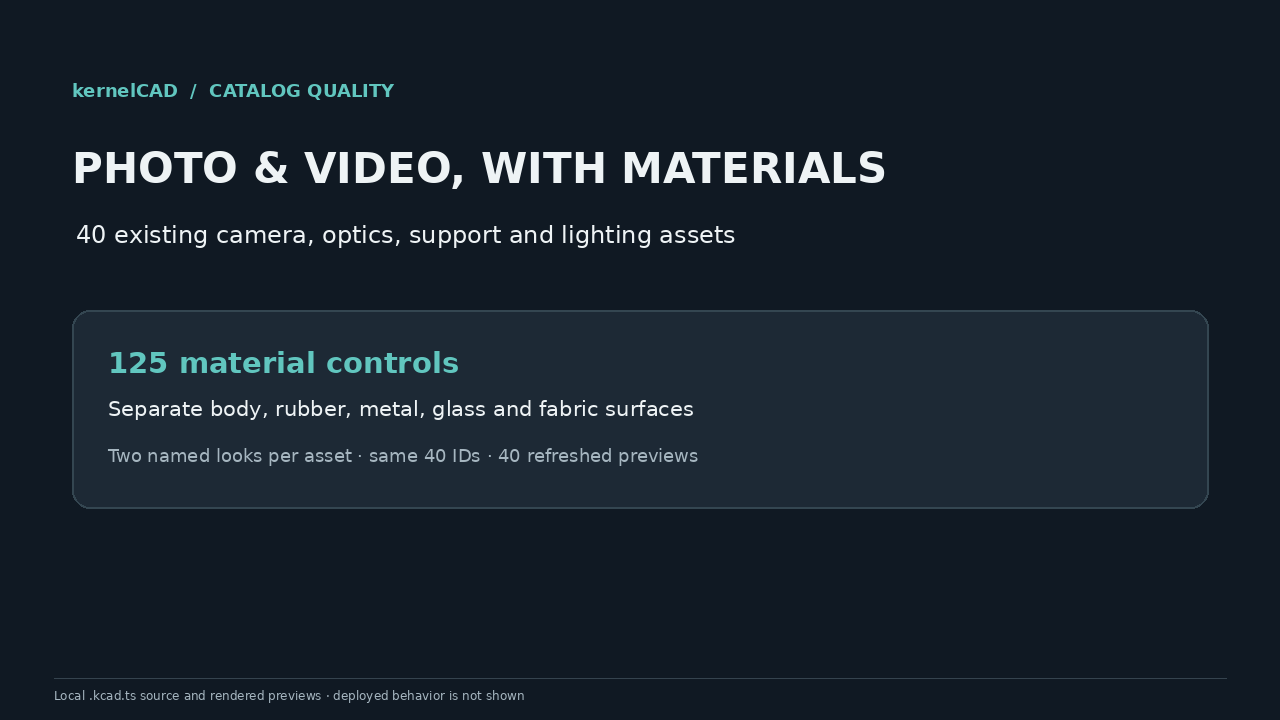 kernelCAD / CATALOG QUALITY
PHOTO & VIDEO, WITH MATERIALS
40 existing camera, optics, support and lighting assets
125 material controls
Separate body, rubber, metal, glass and fabric surfaces
Two named looks per asset · same 40 IDs · 40 refreshed previews
Local .kcad.ts source and rendered previews · deployed behavior is not shown